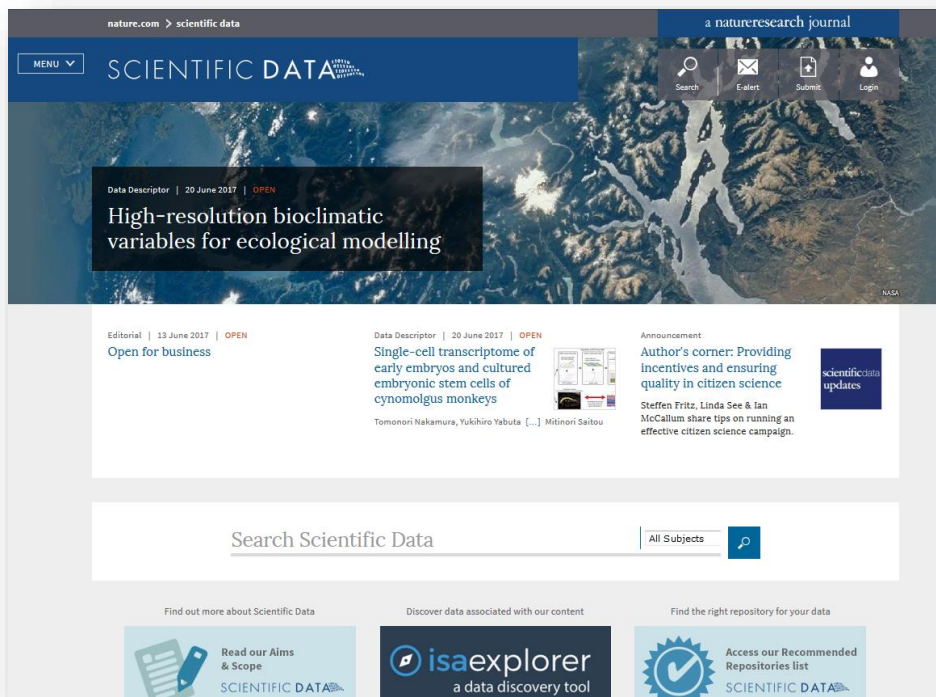 nature.com > scientific data
a natureresearch journal
MENU
SCIENTIFIC DATA
Search
E-alert
Submit
Login
Data Descriptor | 20 June 2017 | OPEN
High-resolution bioclimatic
variables for ecological modelling
NASA
Editorial | 13 June 2017 | OPEN
Open for business
Data Descriptor | 20 June 2017 | OPEN
Single-cell transcriptome of
early embryos and cultured
embryonic stem cells of
cynomolgus monkeys
Tomonori Nakamura, Yukihiro Yabuta [...] Mitinori Saitou
Announcement
Author's corner: Providing
incentives and ensuring
quality in citizen science
Steffen Fritz, Linda See & Ian
McCallum share tips on running an
effective citizen science campaign.
scientificdata
updates
Search Scientific Data
All Subjects
Find out more about Scientific Data
Read our Aims
& Scope
SCIENTIFIC DATA
Discover data associated with our content
isaexplorer
a data discovery tool
Find the right repository for your data
Access our Recommended
Repositories list
SCIENTIFIC DATA